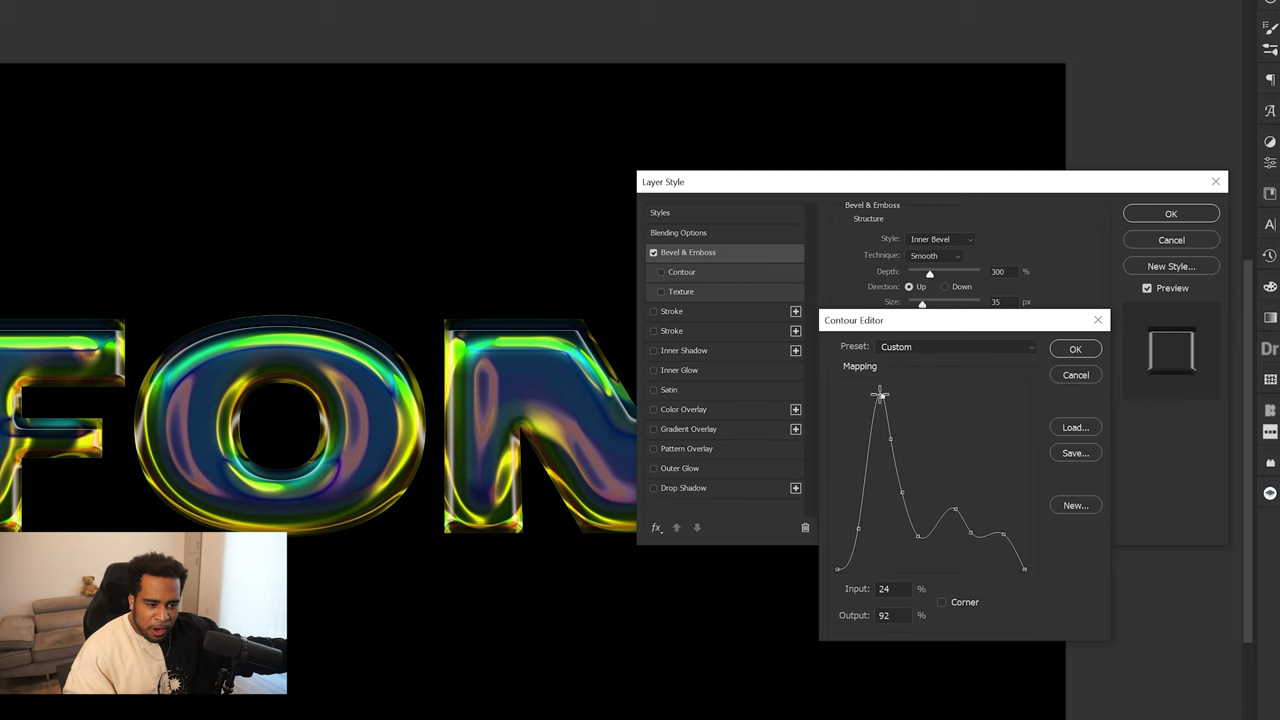 Layer Style
Styles
Blending Options
Bevel & Emboss
Contour
Texture
Stroke
Stroke
Inner Shadow
Inner Glow
Satin
Color Overlay
Gradient Overlay
Pattern Overlay
Outer Glow
Drop Shadow
fx
Bevel & Emboss
Structure
Style: Inner Bevel
Technique: Smooth
Depth: 300 %
Direction: Up Down
Size: 35 px
OK
Cancel
New Style...
Preview
Contour Editor
Preset: Custom
Mapping
Input: 24 %
Output: 92 %
Corner
OK
Cancel
Load...
Save...
New...
FON
A
A
Dr